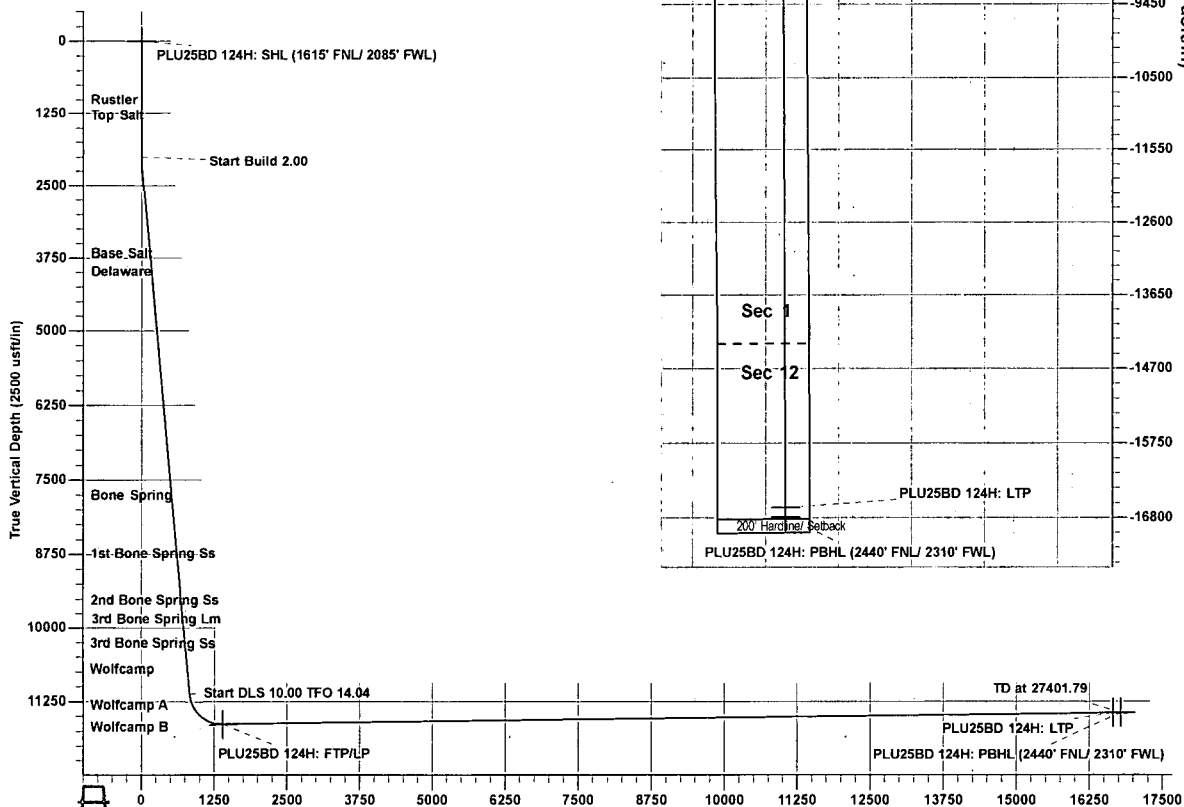 0
PLU25BD 124H: SHL (1615' FNL/ 2085' FWL)
Rustler
1250
Top Salt
Start Build 2.00
2500
Base Salt
3750
Delaware
5000
6250
7500
Bone Spring
8750
1st Bone Spring Ss
2nd Bone Spring Ss
3rd Bone Spring Lm
10000
3rd Bone Spring Ss
Wolfcamp
Start DLS 10.00 TFO 14.04
11250
Wolfcamp A
Wolfcamp B
True Vertical Depth (2500 usft/in)
TD at 27401.79
PLU25BD 124H: LTP
PLU25BD 124H: FTP/LP
PLU25BD 124H: PBHL (2440' FNL/ 2310' FWL)
0 1250 2500 3750 5000 6250 7500 8750 10000 11250 12500 13750 15000 16250 17500
-9450
-10500
-11550
-12600
-13650
-14700
-15750
-16800
Sec 1
Sec 12
PLU25BD 124H: LTP
200' Hardline/ Setback
PLU25BD 124H: PBHL (2440' FNL/ 2310' FWL)